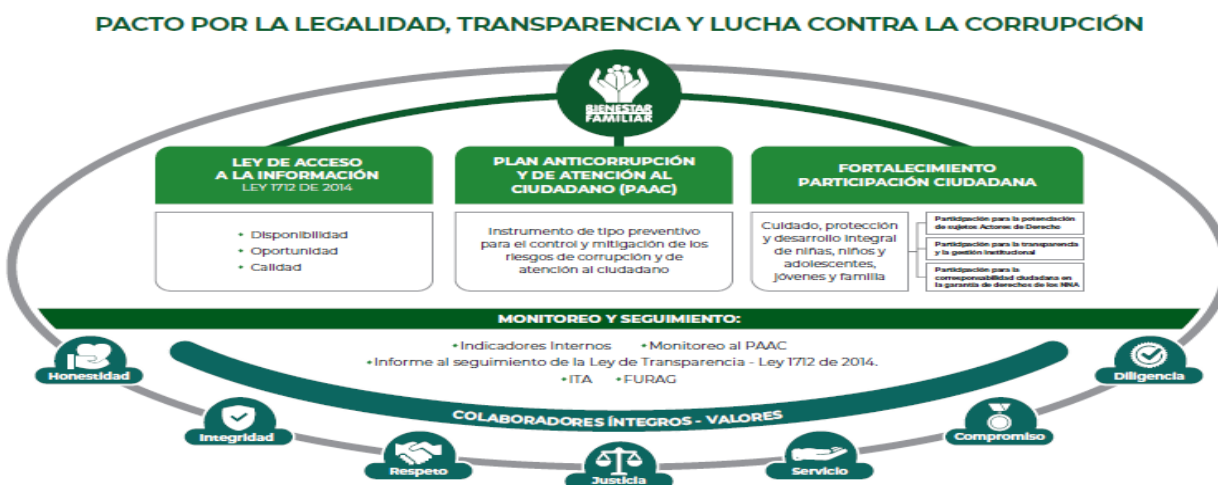 PACTO POR LA LEGALIDAD, TRANSPARENCIA Y LUCHA CONTRA LA CORRUPCIÓN
BIENESTAR
FAMILIAR
LEY DE ACCESO
A LA INFORMACIÓN
LEY 1712 DE 2014
• Disponibilidad
• Oportunidad
• Calidad
PLAN ANTICORRUPCIÓN
Y DE ATENCIÓN AL
CIUDADANO (PAAC)
Instrumento de tipo preventivo
para el control y mitigación de los
riesgos de corrupción y de
atención al ciudadano
FORTALECIMIENTO
PARTICIPACIÓN CIUDADANA
Cuidado, protección
y desarrollo integral
de niñas, niños y
adolescentes,
jóvenes y familia
Participación para la potenciación
de sujetos Actores de Derecho
Participación para la transparencia
y la gestión institucional
Participación para la
corresponsabilidad ciudadana en
la garantía de derechos de los NNA
MONITOREO Y SEGUIMIENTO:
•Indicadores Internos •Monitoreo al PAAC
•Informe al seguimiento de la Ley de Transparencia - Ley 1712 de 2014.
•ITA •FURAG
COLABORADORES ÍNTEGROS - VALORES
Honestidad
Integridad
Respeto
Justicia
Servicio
Compromiso
Diligencia